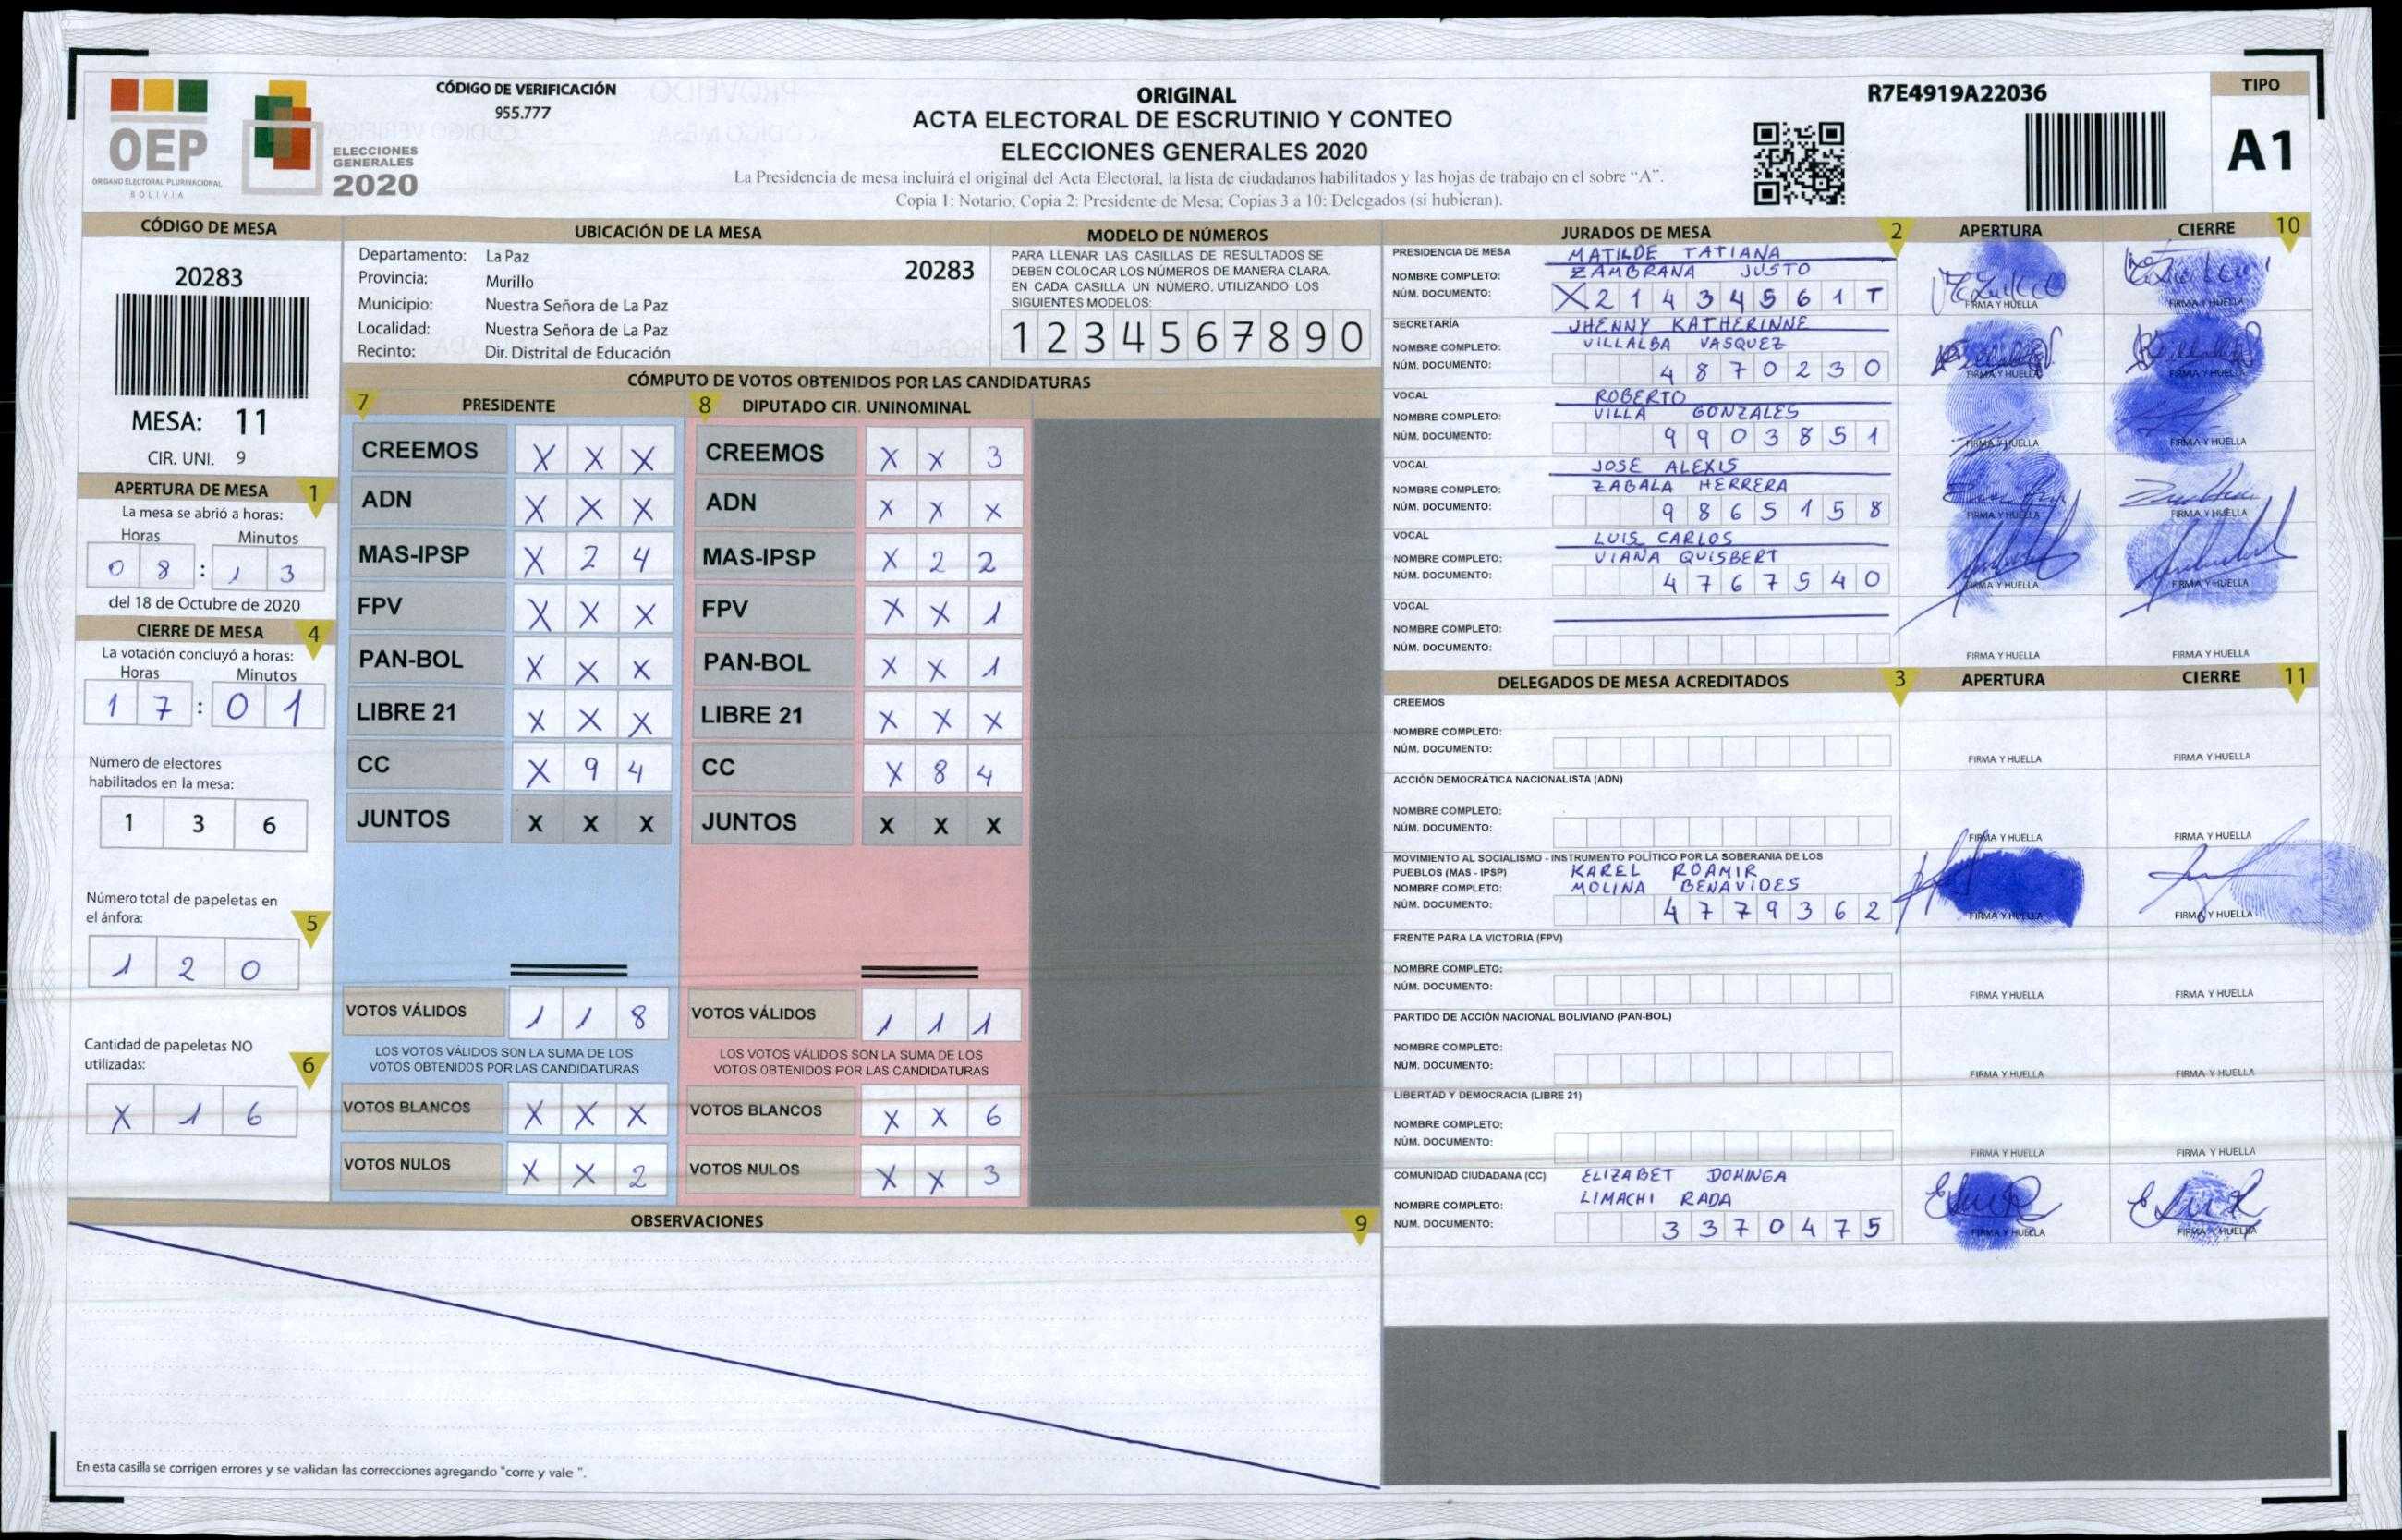 OEP
ORGANO ELECTORAL PLURINACIONAL
BOLIVIA
ELECCIONES
GENERALES
2020
CÓDIGO DE VERIFICACIÓN
955.777
ORIGINAL
ACTA ELECTORAL DE ESCRUTINIO Y CONTEO
ELECCIONES GENERALES 2020
La Presidencia de mesa incluirá el original del Acta Electoral, la lista de ciudadanos habilitados y las hojas de trabajo en el sobre “A”.
Copia 1: Notario; Copia 2: Presidente de Mesa; Copias 3 a 10: Delegados (si hubieran).
R7E4919A22036
TIPO
A1
CÓDIGO DE MESA
20283
MESA: 11
CIR. UNI. 9
APERTURA DE MESA 1
La mesa se abrió a horas:
Horas Minutos
0 8 : 1 3
del 18 de Octubre de 2020
CIERRE DE MESA 4
La votación concluyó a horas:
Horas Minutos
1 7 : 0 1
Número de electores
habilitados en la mesa:
1 3 6
Número total de papeletas en
el ánfora: 5
1 2 0
Cantidad de papeletas NO
utilizadas: 6
X 1 6
UBICACIÓN DE LA MESA
Departamento: La Paz 20283
Provincia: Murillo
Municipio: Nuestra Señora de La Paz
Localidad: Nuestra Señora de La Paz
Recinto: Dir. Distrital de Educación
MODELO DE NÚMEROS
PARA LLENAR LAS CASILLAS DE RESULTADOS SE
DEBEN COLOCAR LOS NÚMEROS DE MANERA CLARA.
EN CADA CASILLA UN NÚMERO. UTILIZANDO LOS
SIGUIENTES MODELOS:
1 2 3 4 5 6 7 8 9 0
CÓMPUTO DE VOTOS OBTENIDOS POR LAS CANDIDATURAS
7 PRESIDENTE
CREEMOS X X X
ADN X X X
MAS-IPSP X 2 4
FPV X X X
PAN-BOL X X X
LIBRE 21 X X X
CC X 9 4
JUNTOS X X X
VOTOS VÁLIDOS 1 1 8
LOS VOTOS VÁLIDOS SON LA SUMA DE LOS
VOTOS OBTENIDOS POR LAS CANDIDATURAS
VOTOS BLANCOS X X X
VOTOS NULOS X X 2
8 DIPUTADO CIR. UNINOMINAL
CREEMOS X X 3
ADN X X X
MAS-IPSP X 2 2
FPV X X 1
PAN-BOL X X 1
LIBRE 21 X X X
CC X 8 4
JUNTOS X X X
VOTOS VÁLIDOS 1 1 1
LOS VOTOS VÁLIDOS SON LA SUMA DE LOS
VOTOS OBTENIDOS POR LAS CANDIDATURAS
VOTOS BLANCOS X X 6
VOTOS NULOS X X 3
OBSERVACIONES 9
En esta casilla se corrigen errores y se validan las correcciones agregando "corre y vale ".
JURADOS DE MESA 2 APERTURA CIERRE 10
PRESIDENCIA DE MESA MATILDE TATIANA
NOMBRE COMPLETO: ZAMBRANA JUSTO
NÚM. DOCUMENTO: X 2 1 4 3 4 5 6 1 T
FIRMA Y HUELLA FIRMA Y HUELLA
SECRETARÍA JHENNY KATHERINNE
NOMBRE COMPLETO: VILLALBA VASQUEZ
NÚM. DOCUMENTO: 4 8 7 0 2 3 0
FIRMA Y HUELLA FIRMA Y HUELLA
VOCAL ROBERTO
NOMBRE COMPLETO: VILLA GONZALES
NÚM. DOCUMENTO: 9 9 0 3 8 5 1
FIRMA Y HUELLA FIRMA Y HUELLA
VOCAL JOSE ALEXIS
NOMBRE COMPLETO: ZABALA HERRERA
NÚM. DOCUMENTO: 9 8 6 5 1 5 8
FIRMA Y HUELLA FIRMA Y HUELLA
VOCAL LUIS CARLOS
NOMBRE COMPLETO: VIANA QUISBERT
NÚM. DOCUMENTO: 4 7 6 7 5 4 0
FIRMA Y HUELLA FIRMA Y HUELLA
VOCAL
NOMBRE COMPLETO:
NÚM. DOCUMENTO:
FIRMA Y HUELLA FIRMA Y HUELLA
DELEGADOS DE MESA ACREDITADOS 3 APERTURA CIERRE 11
CREEMOS
NOMBRE COMPLETO:
NÚM. DOCUMENTO:
FIRMA Y HUELLA FIRMA Y HUELLA
ACCIÓN DEMOCRÁTICA NACIONALISTA (ADN)
NOMBRE COMPLETO:
NÚM. DOCUMENTO:
FIRMA Y HUELLA FIRMA Y HUELLA
MOVIMIENTO AL SOCIALISMO - INSTRUMENTO POLÍTICO POR LA SOBERANIA DE LOS
PUEBLOS (MAS - IPSP) KAREL ROAMIR
NOMBRE COMPLETO: MOLINA BENAVIDES
NÚM. DOCUMENTO: 4 7 7 9 3 6 2
FIRMA Y HUELLA FIRMA Y HUELLA
FRENTE PARA LA VICTORIA (FPV)
NOMBRE COMPLETO:
NÚM. DOCUMENTO:
FIRMA Y HUELLA FIRMA Y HUELLA
PARTIDO DE ACCIÓN NACIONAL BOLIVIANO (PAN-BOL)
NOMBRE COMPLETO:
NÚM. DOCUMENTO:
FIRMA Y HUELLA FIRMA Y HUELLA
LIBERTAD Y DEMOCRACIA (LIBRE 21)
NOMBRE COMPLETO:
NÚM. DOCUMENTO:
FIRMA Y HUELLA FIRMA Y HUELLA
COMUNIDAD CIUDADANA (CC) ELIZABET DOMINGA
NOMBRE COMPLETO: LIMACHI RADA
NÚM. DOCUMENTO: 3 3 7 0 4 7 5
FIRMA Y HUELLA FIRMA Y HUELLA